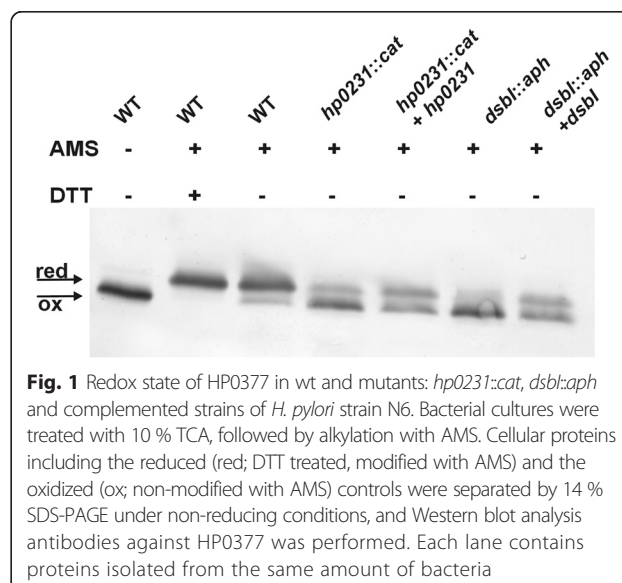 WT WT WT hp0231::cat hp0231::cat + hp0231 dsbI::aph dsbI::aph +dsbI
AMS - + + + + + +
DTT - + - - - - -
red
ox
Fig. 1 Redox state of HP0377 in wt and mutants: hp0231::cat, dsbI::aph
and complemented strains of H. pylori strain N6. Bacterial cultures were
treated with 10 % TCA, followed by alkylation with AMS. Cellular proteins
including the reduced (red; DTT treated, modified with AMS) and the
oxidized (ox; non-modified with AMS) controls were separated by 14 %
SDS-PAGE under non-reducing conditions, and Western blot analysis
antibodies against HP0377 was performed. Each lane contains
proteins isolated from the same amount of bacteria